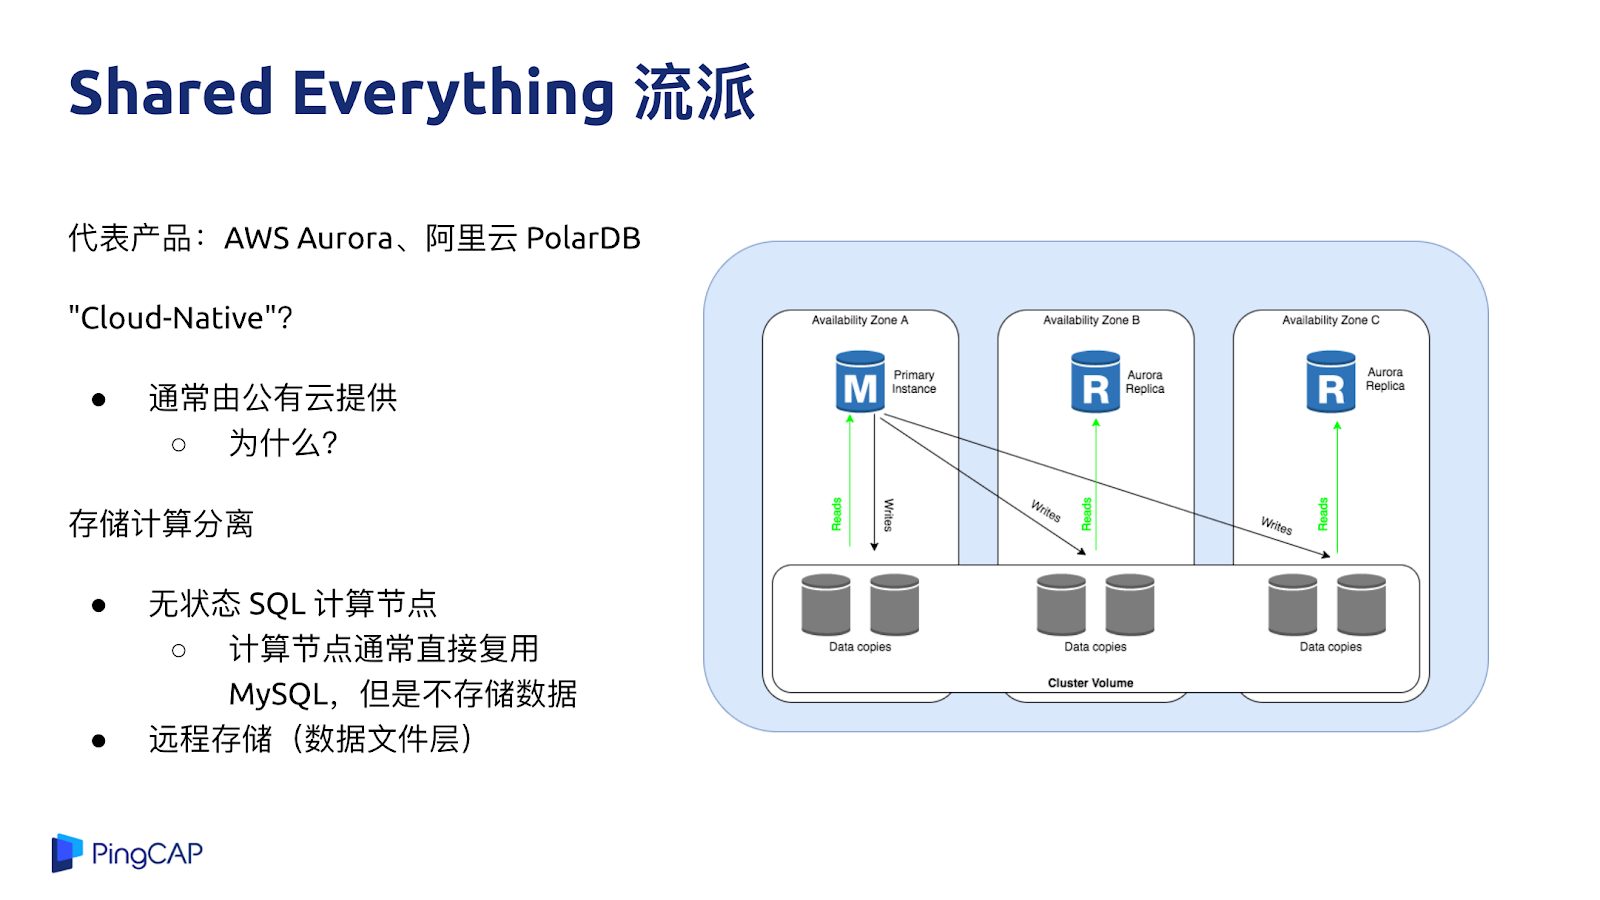 Shared Everything 流派
代表产品：AWS Aurora、阿里云 PolarDB
"Cloud-Native"?
● 通常由公有云提供
○ 为什么？
存储计算分离
● 无状态 SQL 计算节点
○ 计算节点通常直接复用
MySQL，但是不存储数据
● 远程存储（数据文件层）
Availability Zone A
M
Primary
Instance
Reads
Writes
Data copies
Availability Zone B
R
Aurora
Replica
Writes
Reads
Data copies
Availability Zone C
R
Aurora
Replica
Writes
Reads
Data copies
Cluster Volume
PingCAP